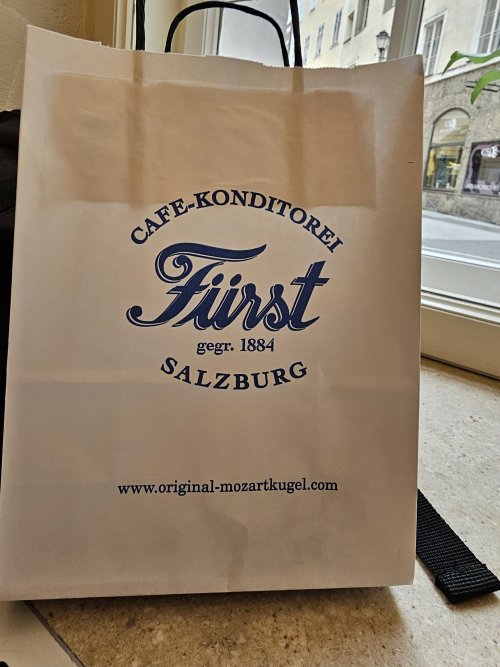 CAFE-KONDITOREI
Fürst
gegr. 1884
SALZBURG
www.original-mozartkugel.com